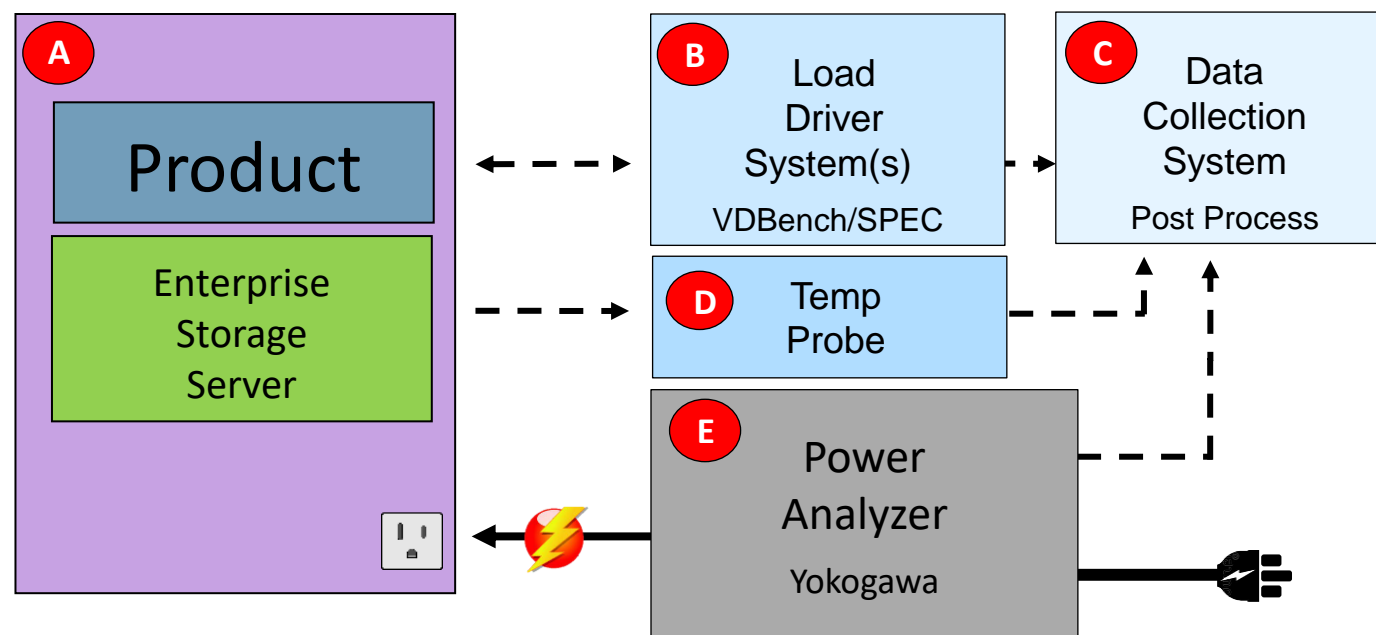 A
Product
Enterprise
Storage
Server
B
Load
Driver
System(s)
VDBench/SPEC
C
Data
Collection
System
Post Process
D
Temp
Probe
E
Power
Analyzer
Yokogawa